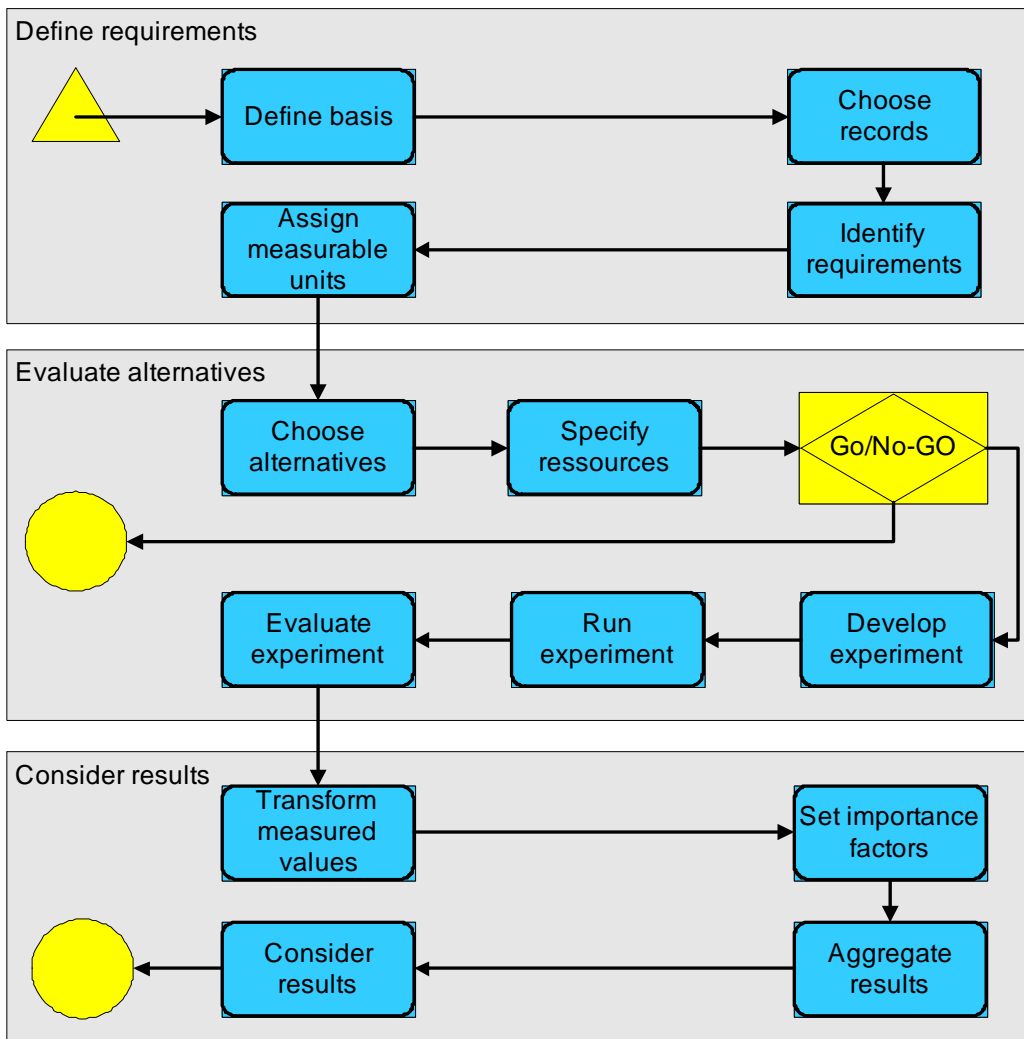 Define requirements
Define basis
Choose
records
Assign
measurable
units
Identify
requirements
Evaluate alternatives
Choose
alternatives
Specify
ressources
Go/No-GO
Evaluate
experiment
Run
experiment
Develop
experiment
Consider results
Transform
measured
values
Set importance
factors
Consider
results
Aggregate
results